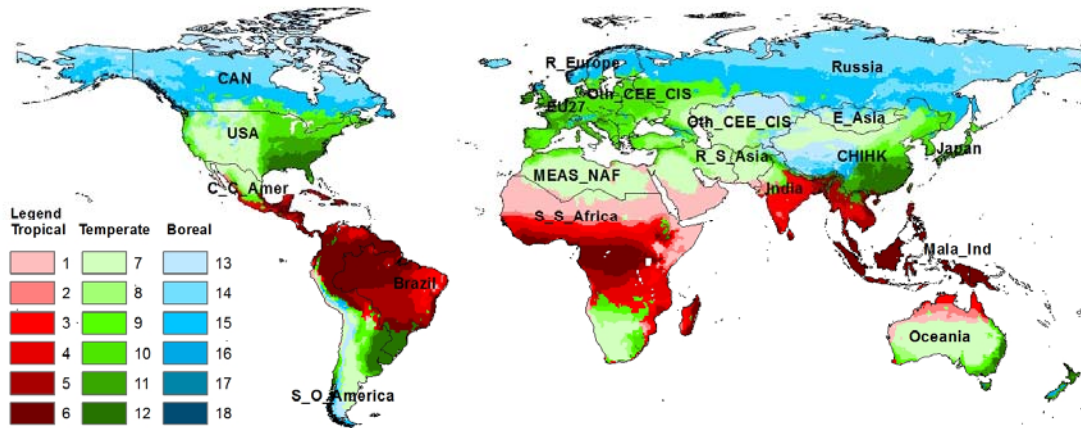 R_Europe
Russia
CAN
Oth_CEE_CIS
EU27
Oth_CEE_CIS
E_Asia
USA
Japan
R_S_Asia
CHIHK
MEAS_NAF
C_C_Amer
India
S_S_Africa
Legend
Tropical Temperate Boreal
1 7 13
2 8 14
3 9 15
4 10 16
5 11 17
6 12 18
Mala_Ind
Brazil
Oceania
S_O_America